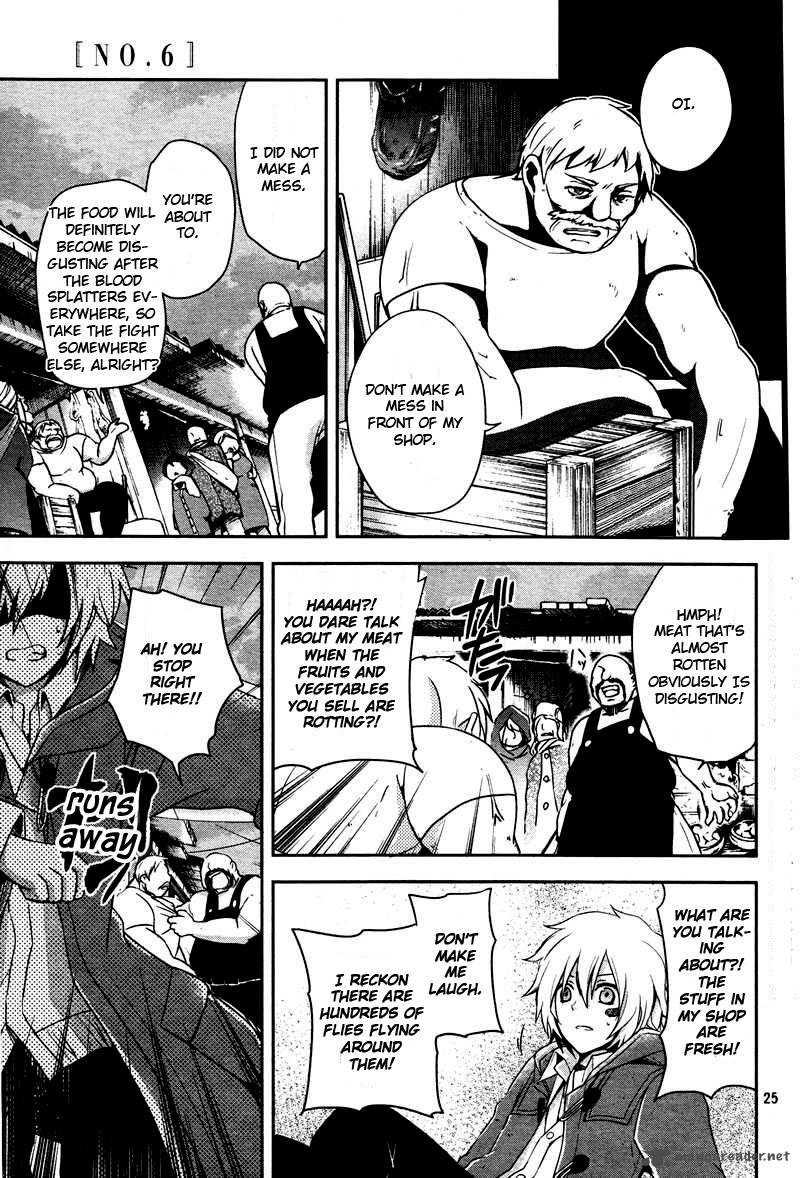 [NO.6]
OI.
DON'T MAKE A
MESS IN
FRONT OF MY
SHOP.
I DID NOT
MAKE A
MESS.
YOU'RE
ABOUT
TO.
THE FOOD WILL
DEFINITELY
BECOME DIS-
GUSTING AFTER
THE BLOOD
SPLATTERS EV-
ERYWHERE, SO
TAKE THE FIGHT
SOMEWHERE
ELSE, ALRIGHT?
HMPH!
MEAT THAT'S
ALMOST
ROTTEN
OBVIOUSLY IS
DISGUSTING!
HAAAAH?!
YOU DARE TALK
ABOUT MY MEAT
WHEN THE
FRUITS AND
VEGETABLES
YOU SELL ARE
ROTTING?!
ガタッ
WHAT ARE
YOU TALK-
ING
ABOUT?!
THE
STUFF IN
MY SHOP
ARE
FRESH!
DON'T
MAKE
ME
LAUGH.
I RECKON
THERE ARE
HUNDREDS OF
FLIES FLYING
AROUND
THEM!
AH! YOU
STOP
RIGHT
THERE!!
runs
away
25